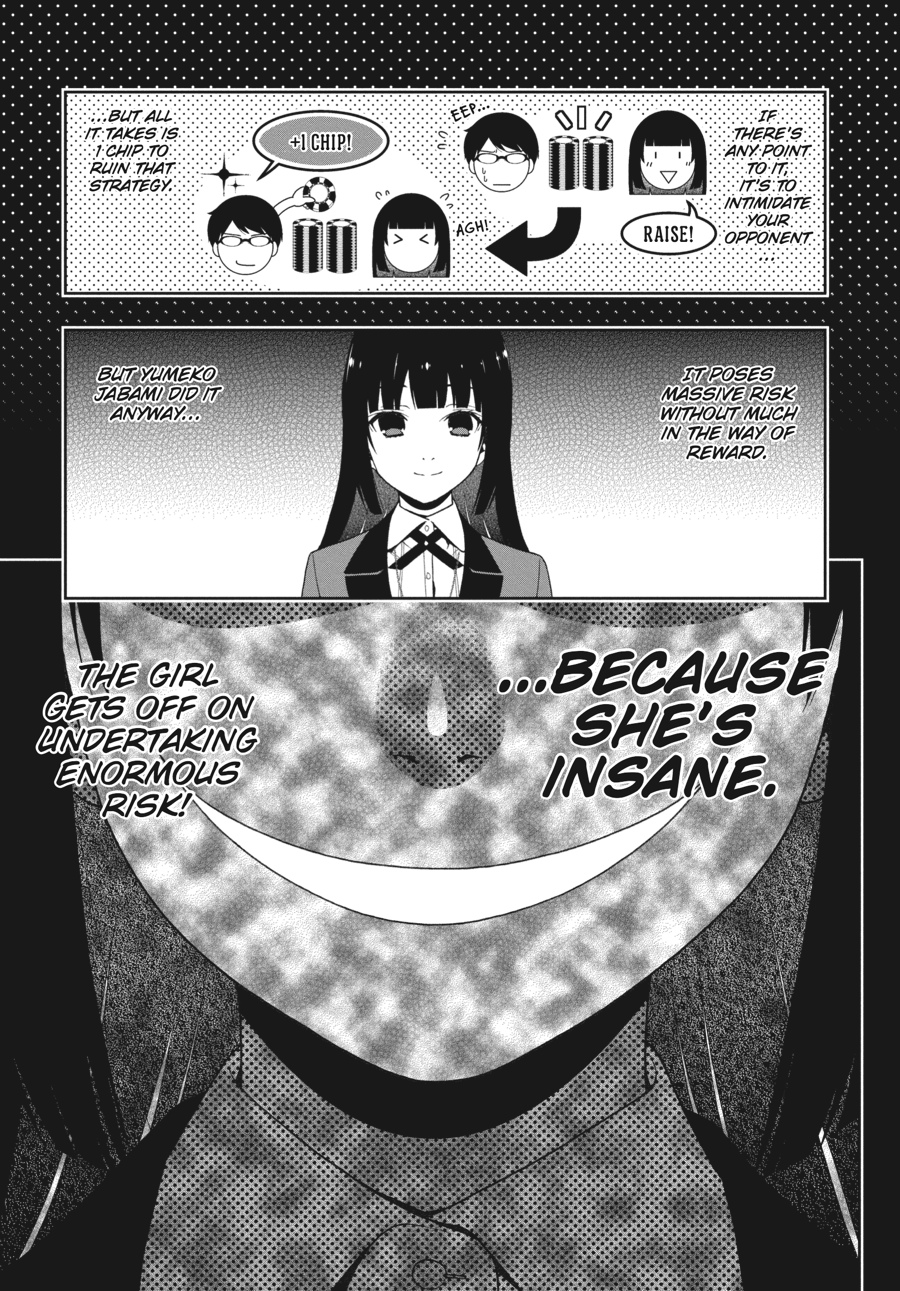 IF
THERE'S
ANY POINT
TO IT,
IT'S TO
INTIMIDATE
YOUR
OPPONENT
...
RAISE!
EEP...
+1 CHIP!
AGH!
...BUT ALL
IT TAKES IS
1 CHIP TO
RUIN THAT
STRATEGY.
IT POSES
MASSIVE RISK
WITHOUT MUCH
IN THE WAY OF
REWARD.
BUT YUMEKO
JABAMI DID IT
ANYWAY...
...BECAUSE
SHE'S
INSANE.
THE GIRL
GETS OFF ON
UNDERTAKING
ENORMOUS
RISK!